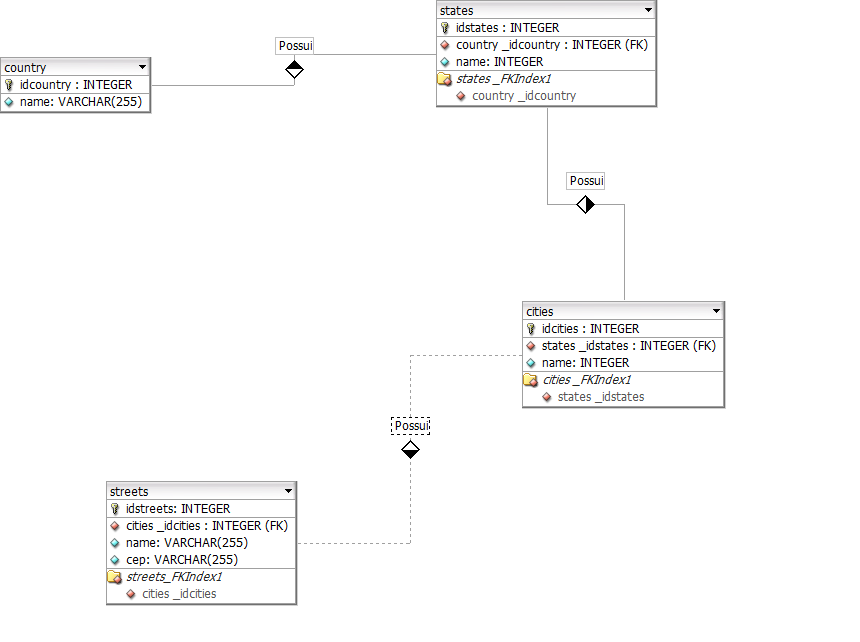 states
idstates : INTEGER
country _idcountry : INTEGER (FK)
name: INTEGER
states _FKIndex1
country _idcountry
Possui
country
idcountry : INTEGER
name: VARCHAR(255)
Possui
cities
idcities : INTEGER
states _idstates : INTEGER (FK)
name: INTEGER
cities _FKIndex1
states _idstates
Possui
streets
idstreets: INTEGER
cities _idcities : INTEGER (FK)
name: VARCHAR(255)
cep: VARCHAR(255)
streets_FKIndex1
cities _idcities